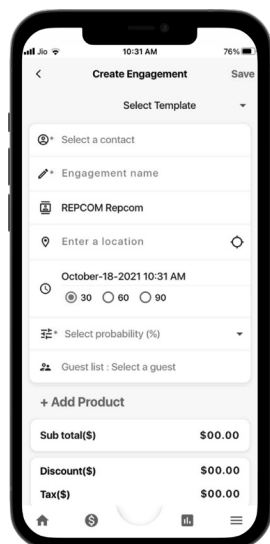 Jio 10:31 AM 76%
Create Engagement Save
Select Template
* Select a contact
* Engagement name
REPCOM Repcom
Enter a location
October-18-2021 10:31 AM
30 60 90
* Select probability (%)
Guest list : Select a guest
+ Add Product
Sub total($) $00.00
Discount($) $00.00
Tax($) $00.00